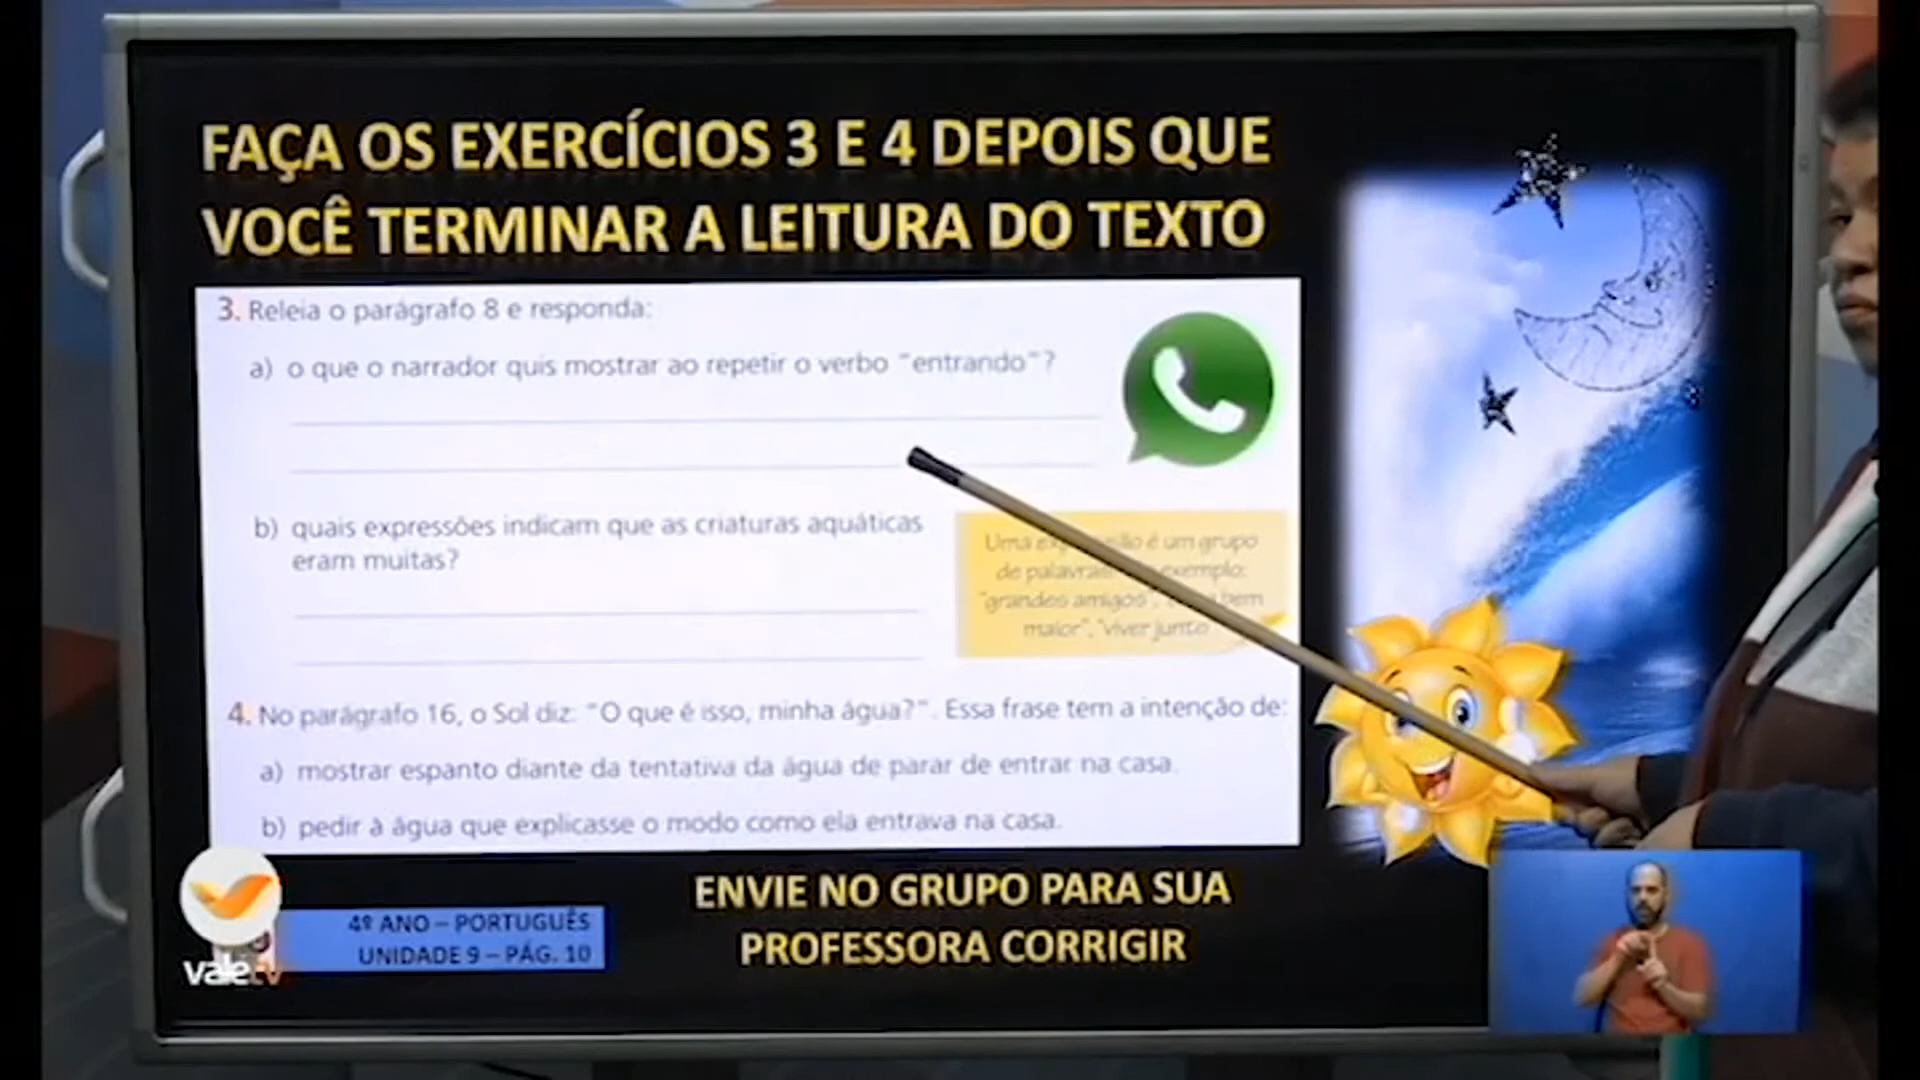 FAÇA OS EXERCÍCIOS 3 E 4 DEPOIS QUE
VOCÊ TERMINAR A LEITURA DO TEXTO
3. Releia o parágrafo 8 e responda:
a) o que o narrador quis mostrar ao repetir o verbo "entrando"?
b) quais expressões indicam que as criaturas aquáticas
eram muitas?
Uma é um grupo
de palavras exemplo:
"grandes amigos", bem
maior", "viver junto
4. No parágrafo 16, o Sol diz: "O que é isso, minha água?". Essa frase tem a intenção de:
a) mostrar espanto diante da tentativa da água de parar de entrar na casa.
b) pedir à água que explicasse o modo como ela entrava na casa.
ENVIE NO GRUPO PARA SUA
PROFESSORA CORRIGIR
4º ANO – PORTUGUÊS
UNIDADE 9 – PÁG. 10
valetv